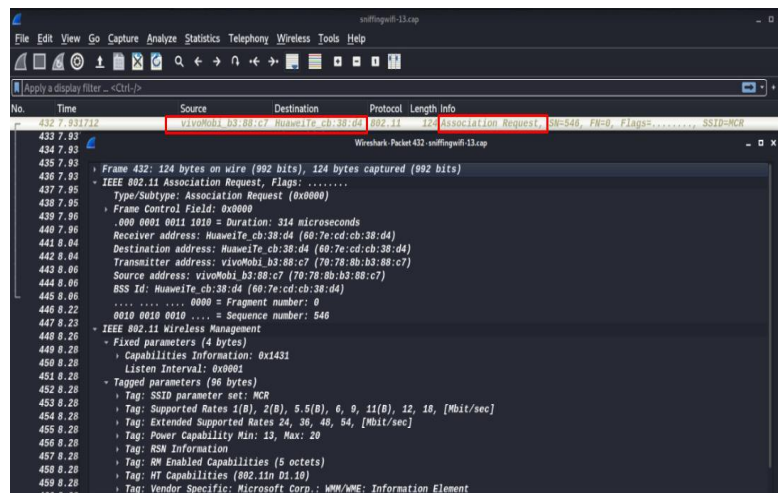 sniffingwifi-13.cap
File Edit View Go Capture Analyze Statistics Telephony Wireless Tools Help
Apply a display filter ... <Ctrl-/>
No. Time Source Destination Protocol Length Info
432 7.931712 vivoMobi_b3:88:c7 HuaweiTe_cb:38:d4 802.11 124 Association Request, SN=546, FN=0, Flags=........, SSID=MCR
433 7.93
Wireshark · Packet 432 · sniffingwifi-13.cap
434 7.93
435 7.93
436 7.93
437 7.95
438 7.95
439 7.96
440 7.96
441 8.04
442 8.04
443 8.06
444 8.06
445 8.06
446 8.22
447 8.23
448 8.26
449 8.28
450 8.28
451 8.28
452 8.28
453 8.28
454 8.28
455 8.28
456 8.28
457 8.28
458 8.28
459 8.28
Frame 432: 124 bytes on wire (992 bits), 124 bytes captured (992 bits)
IEEE 802.11 Association Request, Flags: ........
Type/Subtype: Association Request (0x0000)
Frame Control Field: 0x0000
.000 0001 0011 1010 = Duration: 314 microseconds
Receiver address: HuaweiTe_cb:38:d4 (60:7e:cd:cb:38:d4)
Destination address: HuaweiTe_cb:38:d4 (60:7e:cd:cb:38:d4)
Transmitter address: vivoMobi_b3:88:c7 (70:78:8b:b3:88:c7)
Source address: vivoMobi_b3:88:c7 (70:78:8b:b3:88:c7)
BSS Id: HuaweiTe_cb:38:d4 (60:7e:cd:cb:38:d4)
.... .... .... 0000 = Fragment number: 0
0010 0010 0010 .... = Sequence number: 546
IEEE 802.11 Wireless Management
Fixed parameters (4 bytes)
Capabilities Information: 0x1431
Listen Interval: 0x0001
Tagged parameters (96 bytes)
Tag: SSID parameter set: MCR
Tag: Supported Rates 1(B), 2(B), 5.5(B), 6, 9, 11(B), 12, 18, [Mbit/sec]
Tag: Extended Supported Rates 24, 36, 48, 54, [Mbit/sec]
Tag: Power Capability Min: 13, Max: 20
Tag: RSN Information
Tag: RM Enabled Capabilities (5 octets)
Tag: HT Capabilities (802.11n D1.10)
Tag: Vendor Specific: Microsoft Corp.: WMM/WME: Information Element